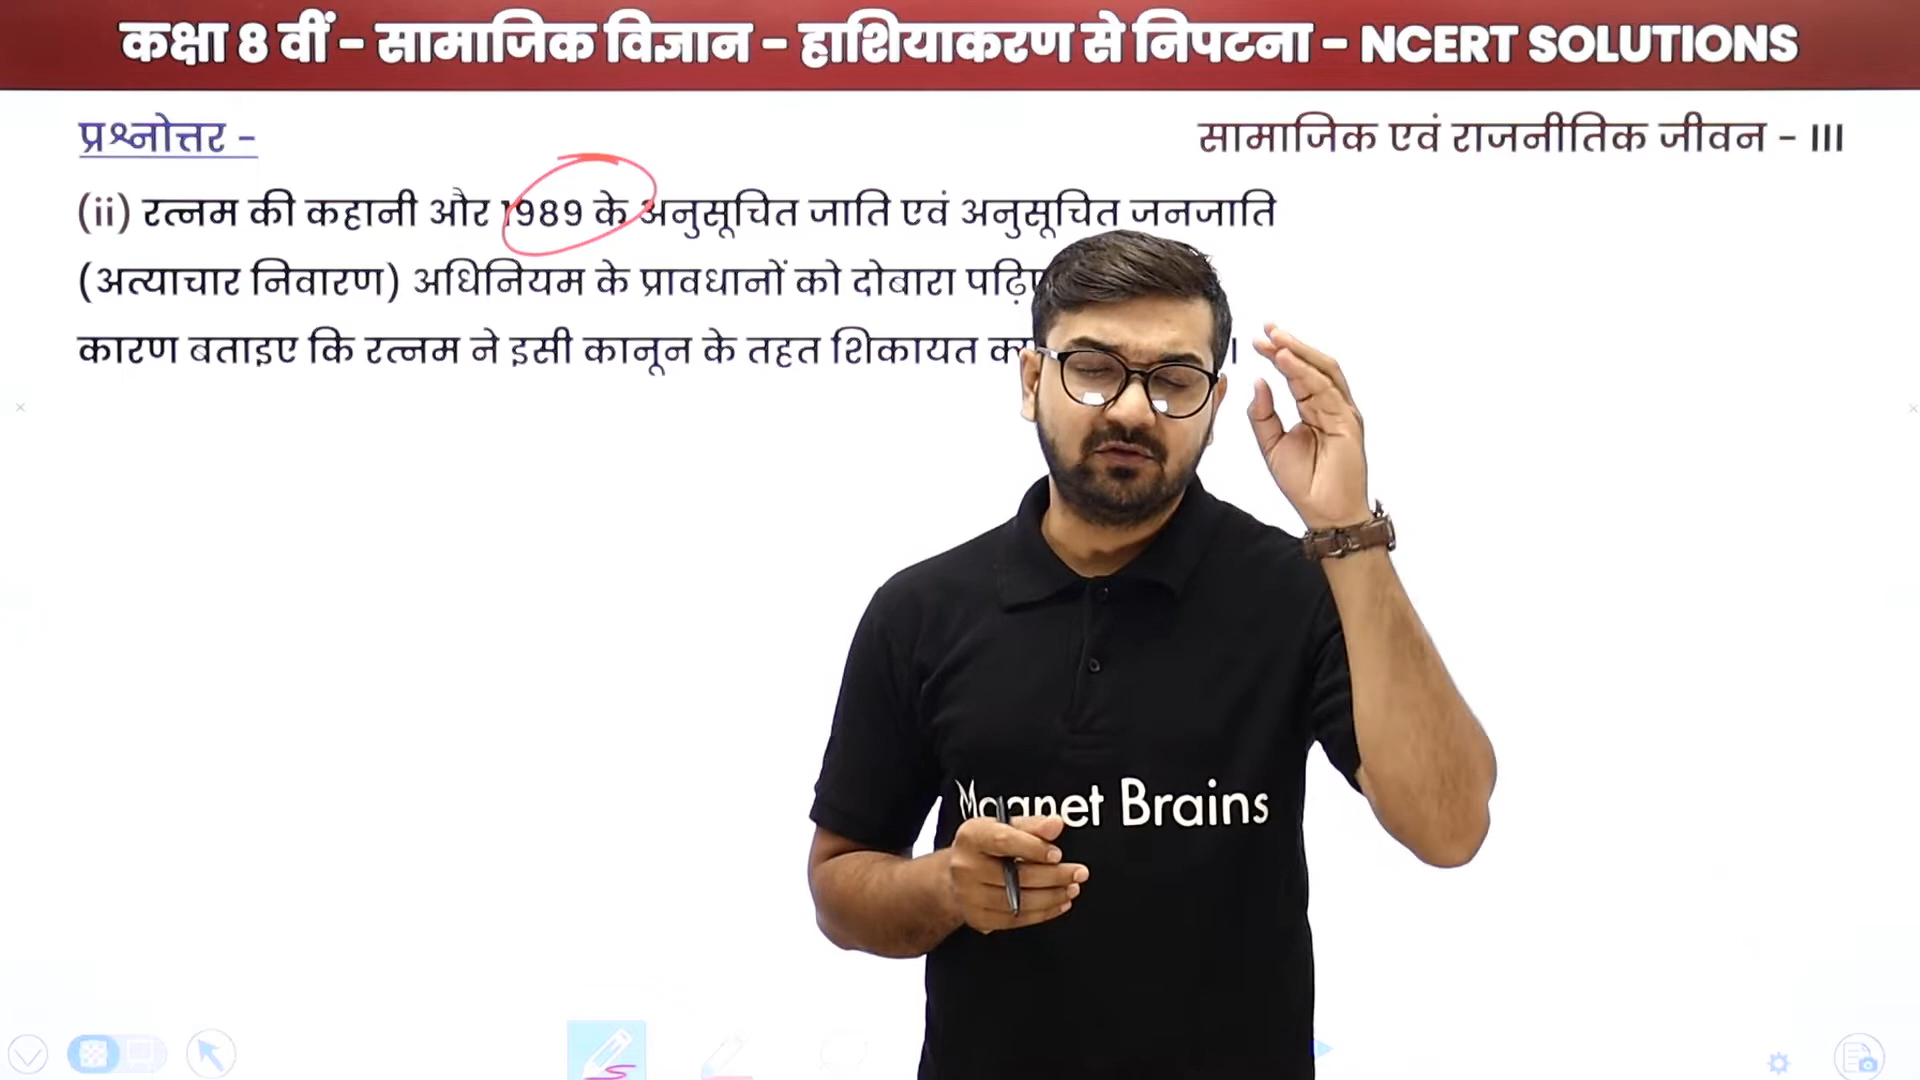 कक्षा 8 वीं - सामाजिक विज्ञान - हाशियाकरण से निपटना - NCERT SOLUTIONS
प्रश्नोत्तर -
सामाजिक एवं राजनीतिक जीवन - III
(ii) रत्नम की कहानी और 1989 के अनुसूचित जाति एवं अनुसूचित जनजाति
(अत्याचार निवारण) अधिनियम के प्रावधानों को दोबारा
कारण बताइए कि रत्नम ने इसी कानून के तहत शिकायत
Magnet Brains